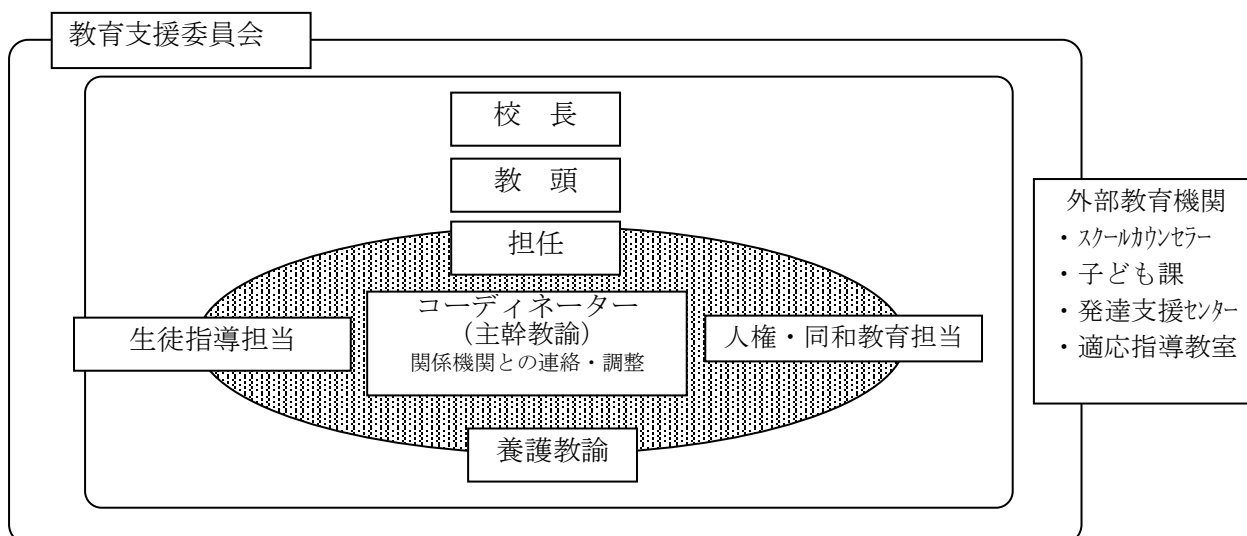 教育支援委員会
校　長
教　頭
担任
コーディネーター
(主幹教諭)
関係機関との連絡・調整
生徒指導担当
人権・同和教育担当
養護教諭
外部教育機関
・ｽｸｰﾙｶｳﾝｾﾗｰ
・子ども課
・発達支援ｾﾝﾀｰ
・適応指導教室